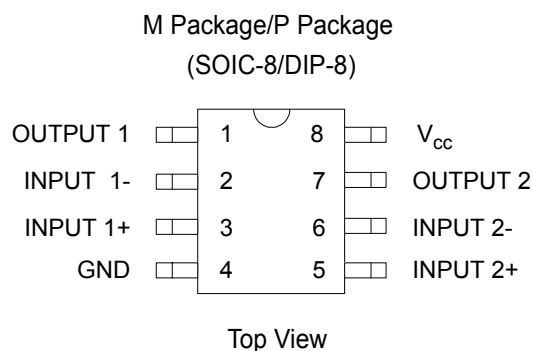 M Package/P Package
(SOIC-8/DIP-8)
OUTPUT 1 1 8 Vcc
INPUT 1- 2 7 OUTPUT 2
INPUT 1+ 3 6 INPUT 2-
GND 4 5 INPUT 2+
Top View